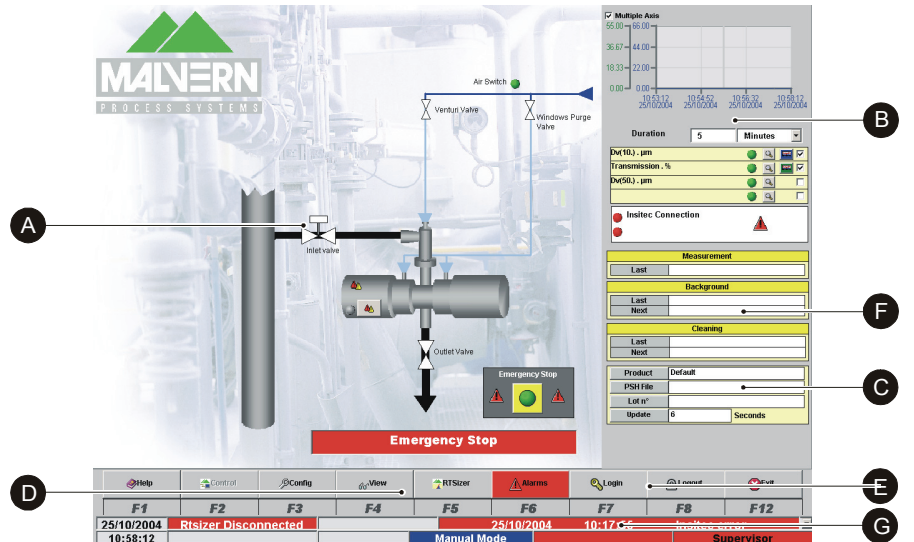 MALVERN
PROCESS SYSTEMS
Air Switch
Venturi Valve
Windows Purge Valve
Inlet valve
Outlet Valve
Emergency Stop
Emergency Stop
Multiple Axis
55.00 66.00
36.67 44.00
18.33 22.00
0.00 0.00
10:53:12 10:54:52 10:56:32 10:58:12
25/10/2004 25/10/2004 25/10/2004 25/10/2004
Duration 5 Minutes
Dv(10.) . µm
Transmission . %
Dv(50.) . µm
Insitec Connection
Measurement
Last
Background
Last
Next
Cleaning
Last
Next
Product Default
PSH File
Lot n°
Update 6 Seconds
A
B
F
C
D
E
G
Help Control Config View RTSizer Alarms Login Logout Exit
F1 F2 F3 F4 F5 F6 F7 F8 F12
25/10/2004 Rtsizer Disconnected 25/10/2004 Insitec error
10:58:12 Manual Mode Supervisor